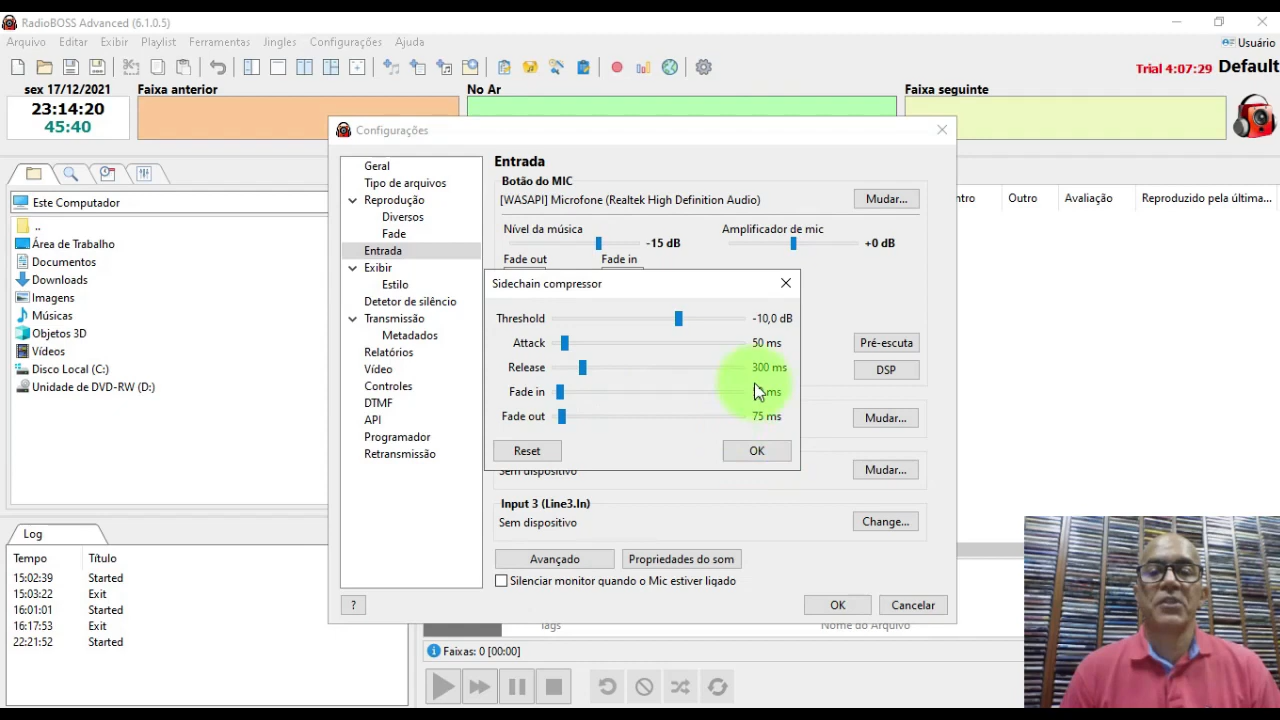 RadioBOSS Advanced (6.1.0.5)
Arquivo Editar Exibir Playlist Ferramentas Jingles Configurações Ajuda
Usuário
Trial 4:07:29 Default
sex 17/12/2021
23:14:20
45:40
Faixa anterior
No Ar
Faixa seguinte
Este Computador
..
Área de Trabalho
Documentos
Downloads
Imagens
Músicas
Objetos 3D
Vídeos
Disco Local (C:)
Unidade de DVD-RW (D:)
Configurações
Geral
Tipo de arquivos
Reprodução
Diversos
Fade
Entrada
Exibir
Estilo
Detetor de silêncio
Transmissão
Metadados
Relatórios
Vídeo
Controles
DTMF
API
Programador
Retransmissão
Entrada
Botão do MIC
[WASAPI] Microfone (Realtek High Definition Audio) Mudar...
Nível da música -15 dB
Amplificador de mic +0 dB
Fade out Fade in
Sidechain compressor
Threshold -10,0 dB
Attack 50 ms
Release 300 ms
Fade in ms
Fade out 75 ms
Reset OK
Pré-escuta
DSP
Mudar...
Sem dispositivo Mudar...
Input 3 (Line3.In)
Sem dispositivo Change...
Avançado Propriedades do som
Silenciar monitor quando o Mic estiver ligado
? OK Cancelar
Outro Avaliação Reproduzido pela última...
Log
Tempo Título
15:02:39 Started
15:03:22 Exit
16:01:01 Started
16:17:53 Exit
22:21:52 Started
Tags Nome do Arquivo
Faixas: 0 [00:00]